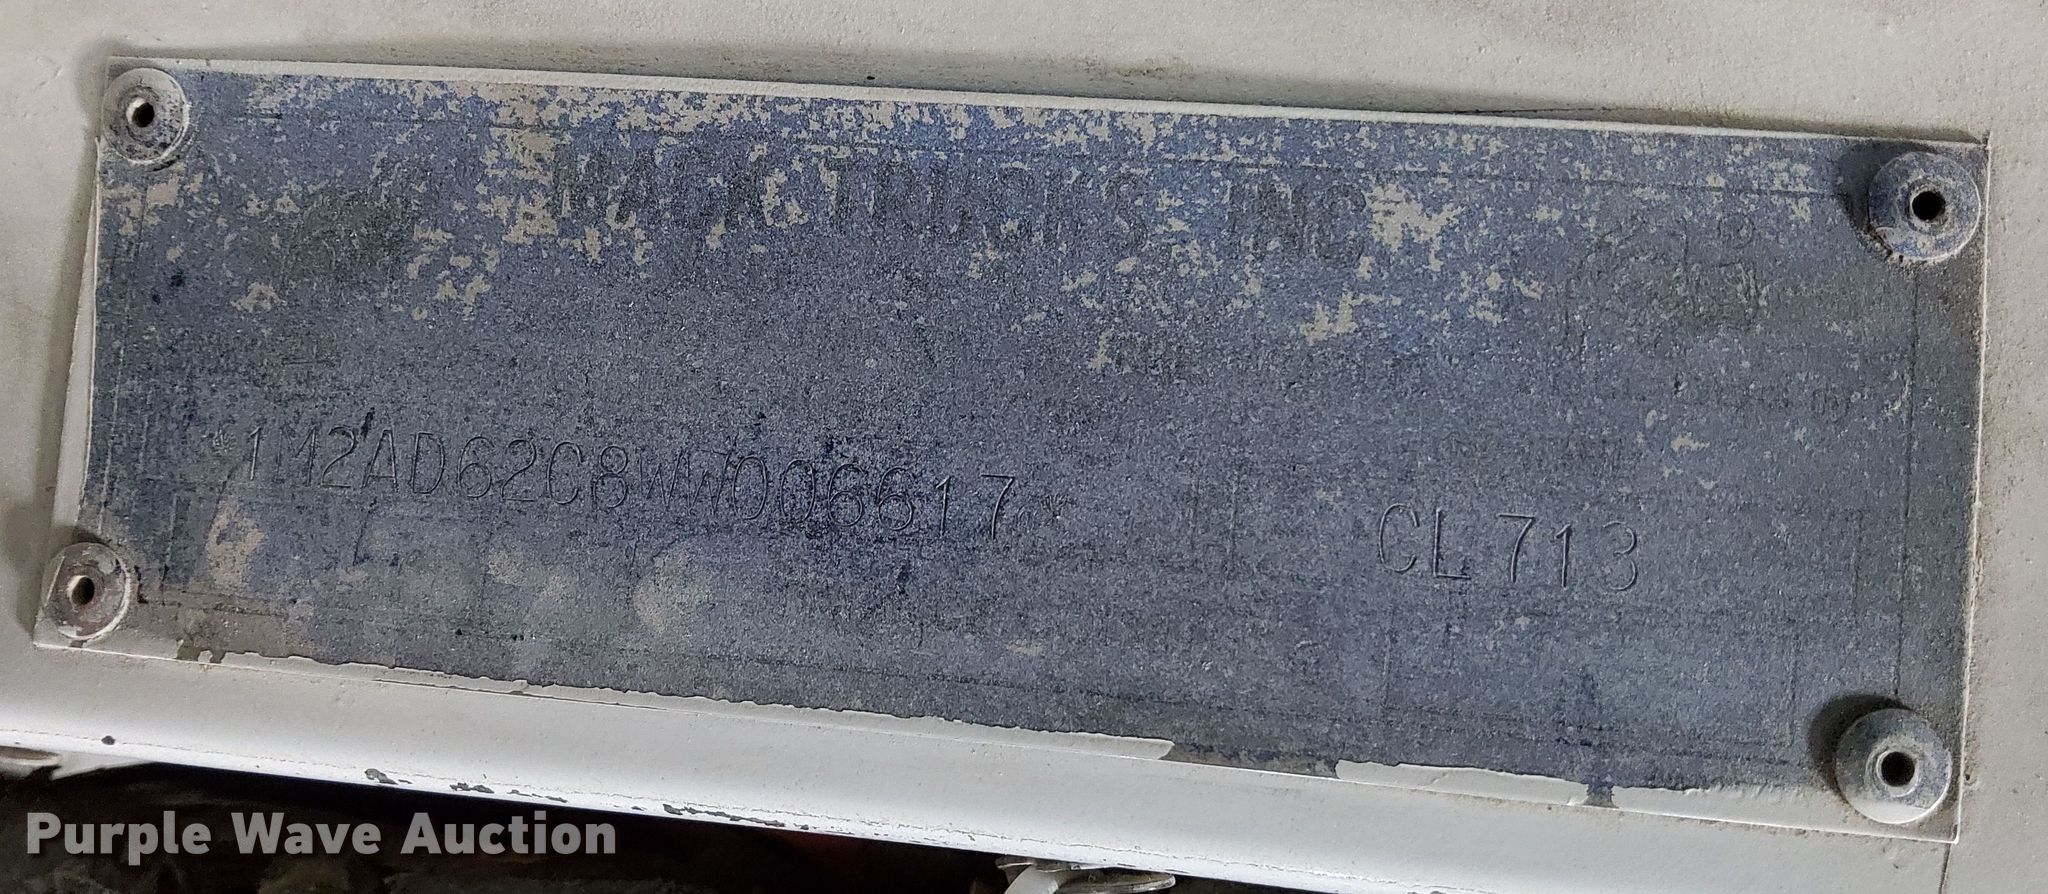 MACK TRUCKS INC
*1M2AD62C8WW006617*
CL713
Purple Wave Auction